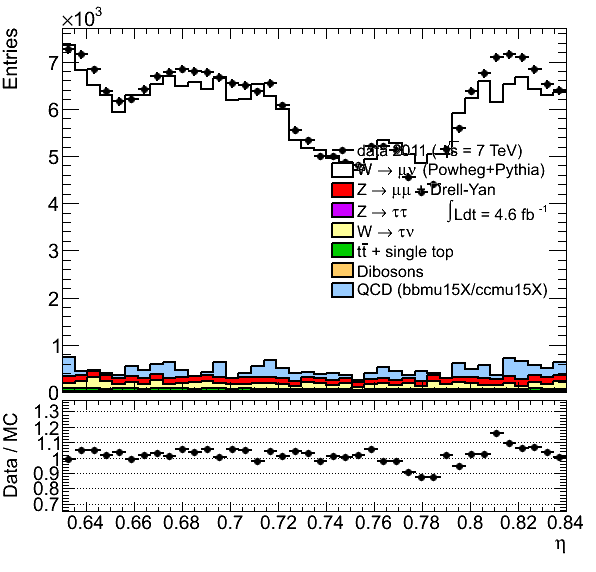 ×10³
Entries
7
6
5
4
3
2
1
0
data 2011 (√s = 7 TeV)
W → μν (Powheg+Pythia)
Z → μμ + Drell-Yan
Z → ττ
∫Ldt = 4.6 fb⁻¹
W → τν
tt̅ + single top
Dibosons
QCD (bbmu15X/ccmu15X)
Data / MC
1.3
1.2
1.1
1
0.9
0.8
0.7
0.64 0.66 0.68 0.7 0.72 0.74 0.76 0.78 0.8 0.82 0.84
η